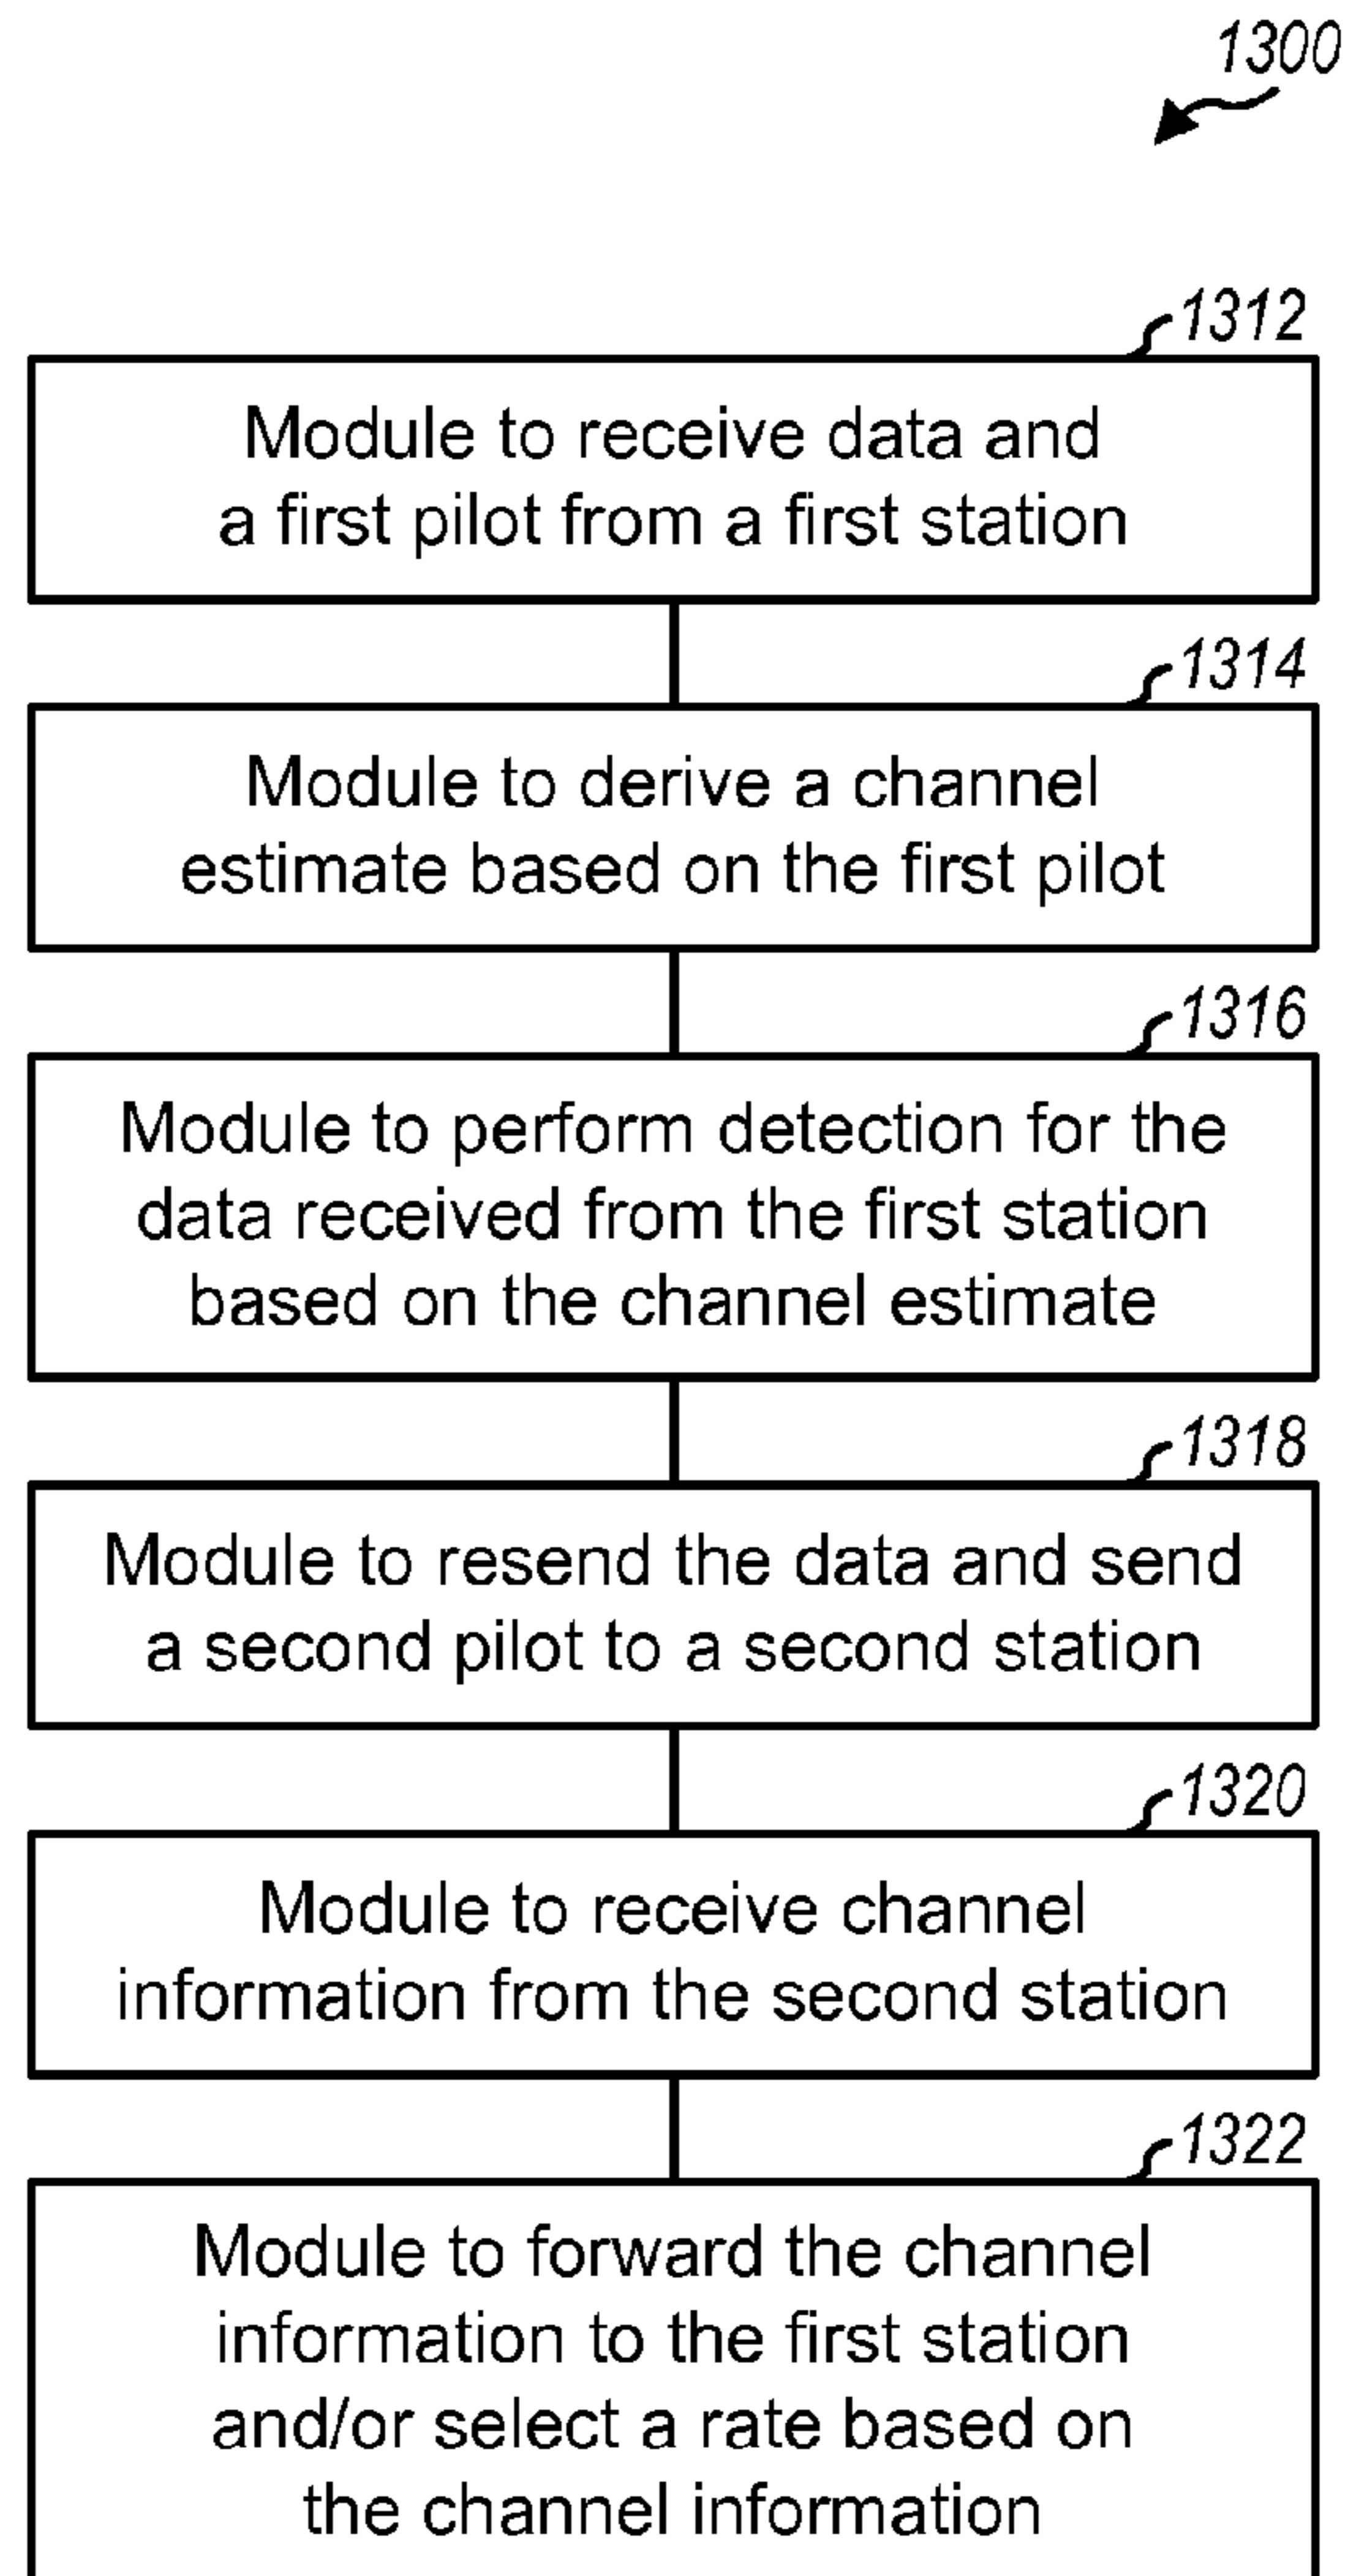 1300
1312
Module to receive data and
a first pilot from a first station
1314
Module to derive a channel
estimate based on the first pilot
1316
Module to perform detection for the
data received from the first station
based on the channel estimate
1318
Module to resend the data and send
a second pilot to a second station
1320
Module to receive channel
information from the second station
1322
Module to forward the channel
information to the first station
and/or select a rate based on
the channel information